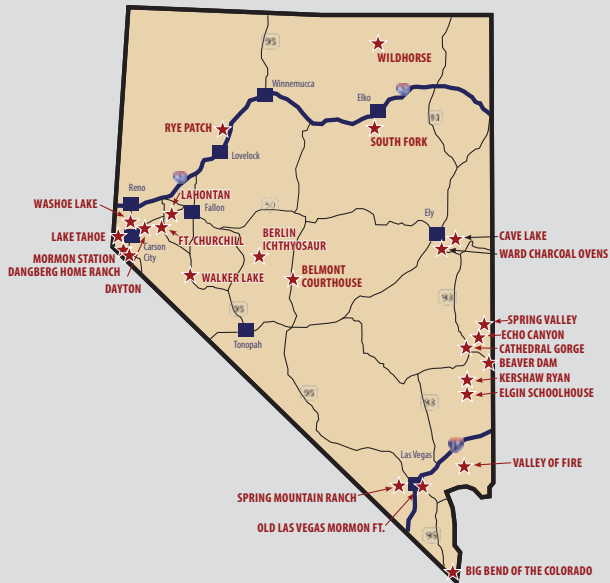 95
WILDHORSE
Winnemucca
Elko
80
93
RYE PATCH
SOUTH FORK
Lovelock
Reno
LAHONTAN
WASHOE LAKE
Fallon
50
Ely
LAKE TAHOE
Carson
City
FT. CHURCHILL
BERLIN
ICHTHYOSAUR
CAVE LAKE
WARD CHARCOAL OVENS
MORMON STATION
DANGBERG HOME RANCH
DAYTON
WALKER LAKE
BELMONT
COURTHOUSE
93
95
SPRING VALLEY
ECHO CANYON
CATHEDRAL GORGE
BEAVER DAM
KERSHAW RYAN
ELGIN SCHOOLHOUSE
Tonopah
95
93
Las Vegas
15
VALLEY OF FIRE
SPRING MOUNTAIN RANCH
OLD LAS VEGAS MORMON FT.
95
BIG BEND OF THE COLORADO